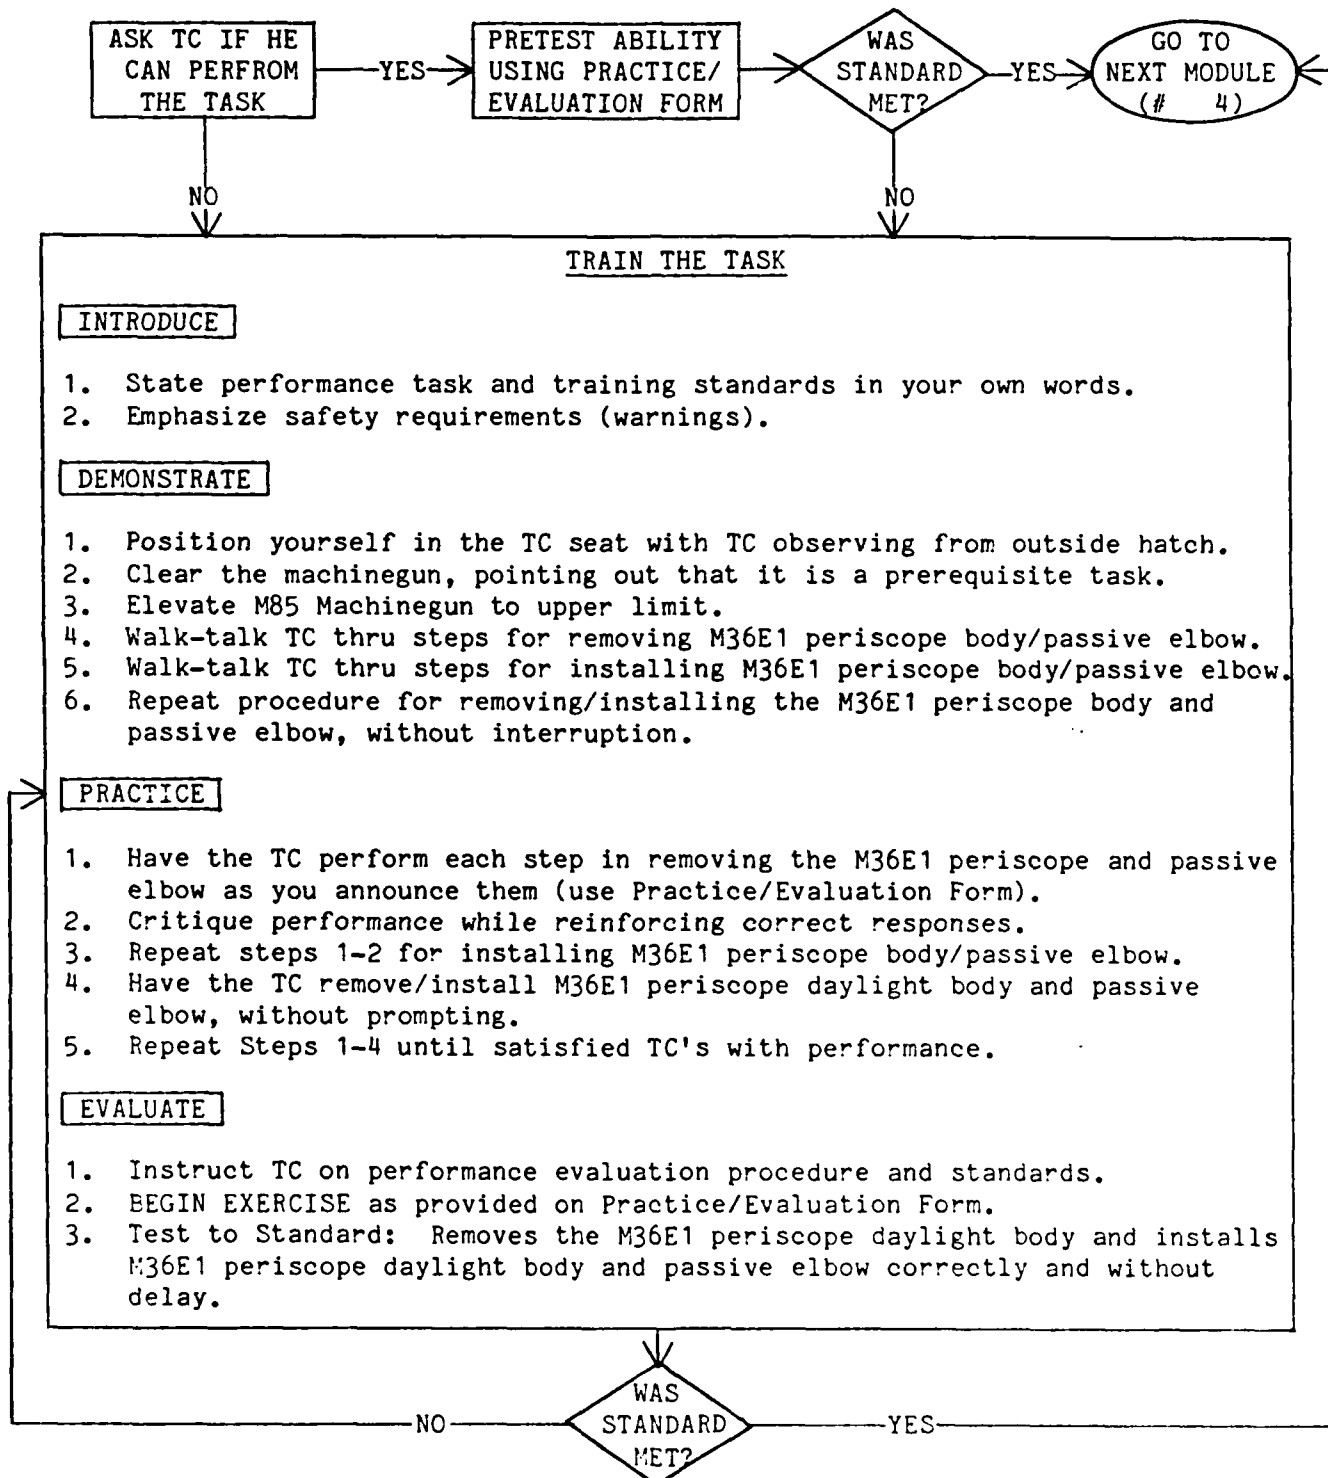 ASK TC IF HE
CAN PERFROM
THE TASK
YES
PRETEST ABILITY
USING PRACTICE/
EVALUATION FORM
WAS
STANDARD
MET?
YES
GO TO
NEXT MODULE
(# 4)
NO
NO
TRAIN THE TASK
INTRODUCE
1. State performance task and training standards in your own words.
2. Emphasize safety requirements (warnings).
DEMONSTRATE
1. Position yourself in the TC seat with TC observing from outside hatch.
2. Clear the machinegun, pointing out that it is a prerequisite task.
3. Elevate M85 Machinegun to upper limit.
4. Walk-talk TC thru steps for removing M36E1 periscope body/passive elbow.
5. Walk-talk TC thru steps for installing M36E1 periscope body/passive elbow.
6. Repeat procedure for removing/installing the M36E1 periscope body and
passive elbow, without interruption.
PRACTICE
1. Have the TC perform each step in removing the M36E1 periscope and passive
elbow as you announce them (use Practice/Evaluation Form).
2. Critique performance while reinforcing correct responses.
3. Repeat steps 1-2 for installing M36E1 periscope body/passive elbow.
4. Have the TC remove/install M36E1 periscope daylight body and passive
elbow, without prompting.
5. Repeat Steps 1-4 until satisfied TC's with performance.
EVALUATE
1. Instruct TC on performance evaluation procedure and standards.
2. BEGIN EXERCISE as provided on Practice/Evaluation Form.
3. Test to Standard: Removes the M36E1 periscope daylight body and installs
M36E1 periscope daylight body and passive elbow correctly and without
delay.
NO
WAS
STANDARD
MET?
YES